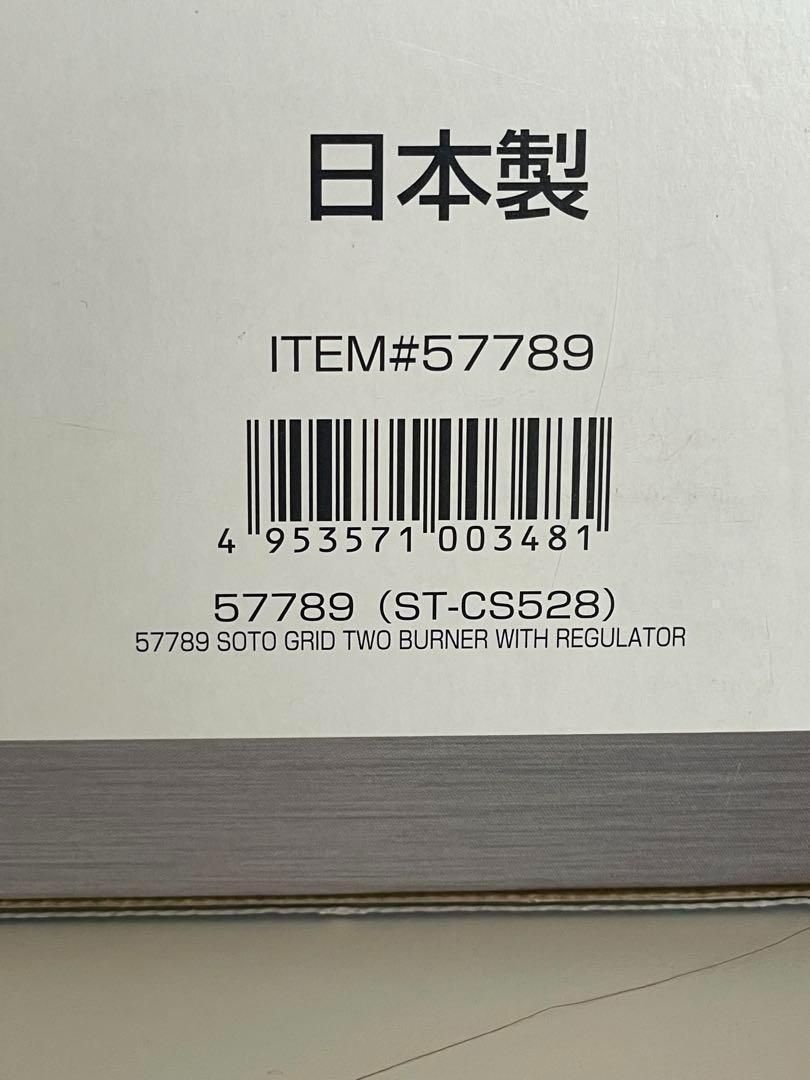 日本製
ITEM#57789
4 953571 003481
57789 (ST-CS528)
57789 SOTO GRID TWO BURNER WITH REGULATOR